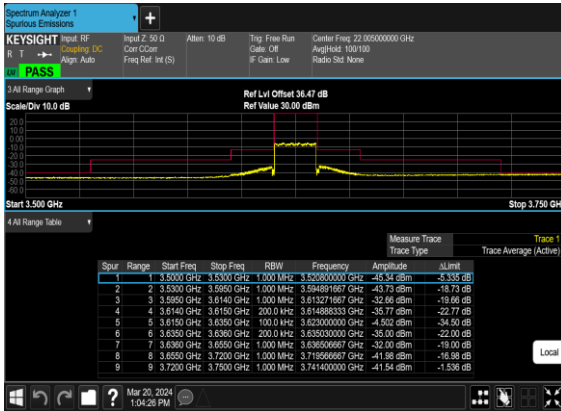 Spectrum Analyzer 1
Spurious Emissions
KEYSIGHT Input: RF Input Z: 50 Ω Atten: 10 dB Trig: Free Run Center Freq: 22.005000000 GHz
R T Coupling: DC Corr CCorr Gate: Off Avg|Hold: 100/100
Align: Auto Freq Ref: Int (S) IF Gain: Low Radio Std: None
PASS
3 All Range Graph
Ref Lvl Offset 36.47 dB
Scale/Div 10.0 dB Ref Value 30.00 dBm
20.0
10.0
0.00
-10.0
-20.0
-30.0
-40.0
-50.0
-60.0
Start 3.500 GHz Stop 3.750 GH
4 All Range Table
Measure Trace Trace 1
Trace Type Trace Average (Active)
Spur Range Start Freq Stop Freq RBW Frequency Amplitude ΔLimit
1 1 3.5000 GHz 3.5300 GHz 1.000 MHz 3.520800000 GHz -45.34 dBm -5.335 dB
2 2 3.5300 GHz 3.5950 GHz 1.000 MHz 3.594891667 GHz -43.73 dBm -18.73 dB
3 3 3.5950 GHz 3.6140 GHz 1.000 MHz 3.613271667 GHz -32.66 dBm -19.66 dB
4 4 3.6140 GHz 3.6150 GHz 200.0 kHz 3.614888333 GHz -35.77 dBm -22.77 dB
5 5 3.6150 GHz 3.6350 GHz 100.0 kHz 3.623000000 GHz -4.502 dBm -34.50 dB
6 6 3.6350 GHz 3.6360 GHz 200.0 kHz 3.635030000 GHz -35.00 dBm -22.00 dB
7 7 3.6360 GHz 3.6550 GHz 1.000 MHz 3.636506667 GHz -32.00 dBm -19.00 dB
8 8 3.6550 GHz 3.7200 GHz 1.000 MHz 3.719566667 GHz -41.98 dBm -16.98 dB
9 9 3.7200 GHz 3.7500 GHz 1.000 MHz 3.741400000 GHz -41.54 dBm -1.536 dB
Local
Mar 20, 2024
1:04:26 PM